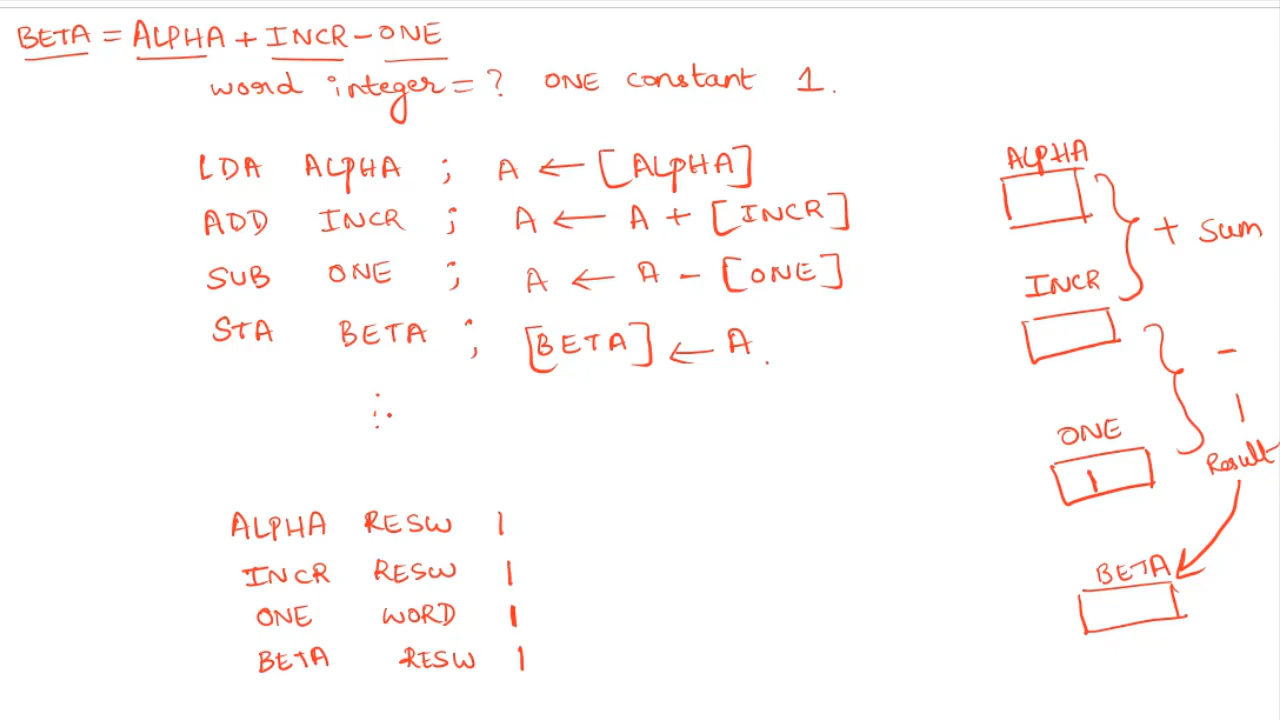 BETA = ALPHA + INCR - ONE
word integer = ? ONE constant 1.
LDA ALPHA ; A ← [ALPHA]
ADD INCR ; A ← A + [INCR]
SUB ONE ; A ← A - [ONE]
STA BETA ; [BETA] ← A.
ALPHA RESW 1
INCR RESW 1
ONE WORD 1
BETA RESW 1
ALPHA
+ Sum
INCR
-
1
ONE
Result
1
BETA